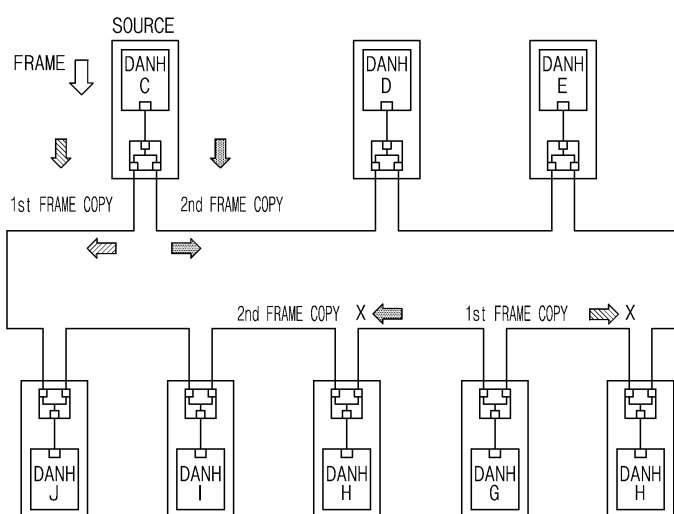 SOURCE
FRAME
DANH
C
DANH
D
DANH
E
1st FRAME COPY
2nd FRAME COPY
2nd FRAME COPY X
1st FRAME COPY X
DANH
J
DANH
I
DANH
H
DANH
G
DANH
H